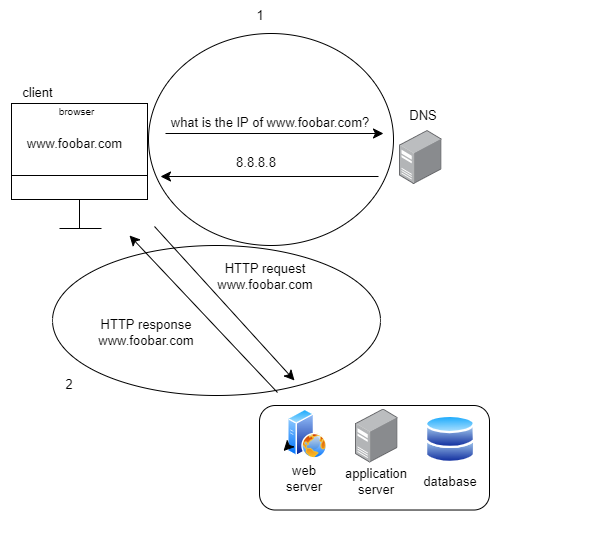 1
client
browser
www.foobar.com
what is the IP of www.foobar.com?
8.8.8.8
DNS
HTTP request
www.foobar.com
HTTP response
www.foobar.com
2
web
server
application
server
database